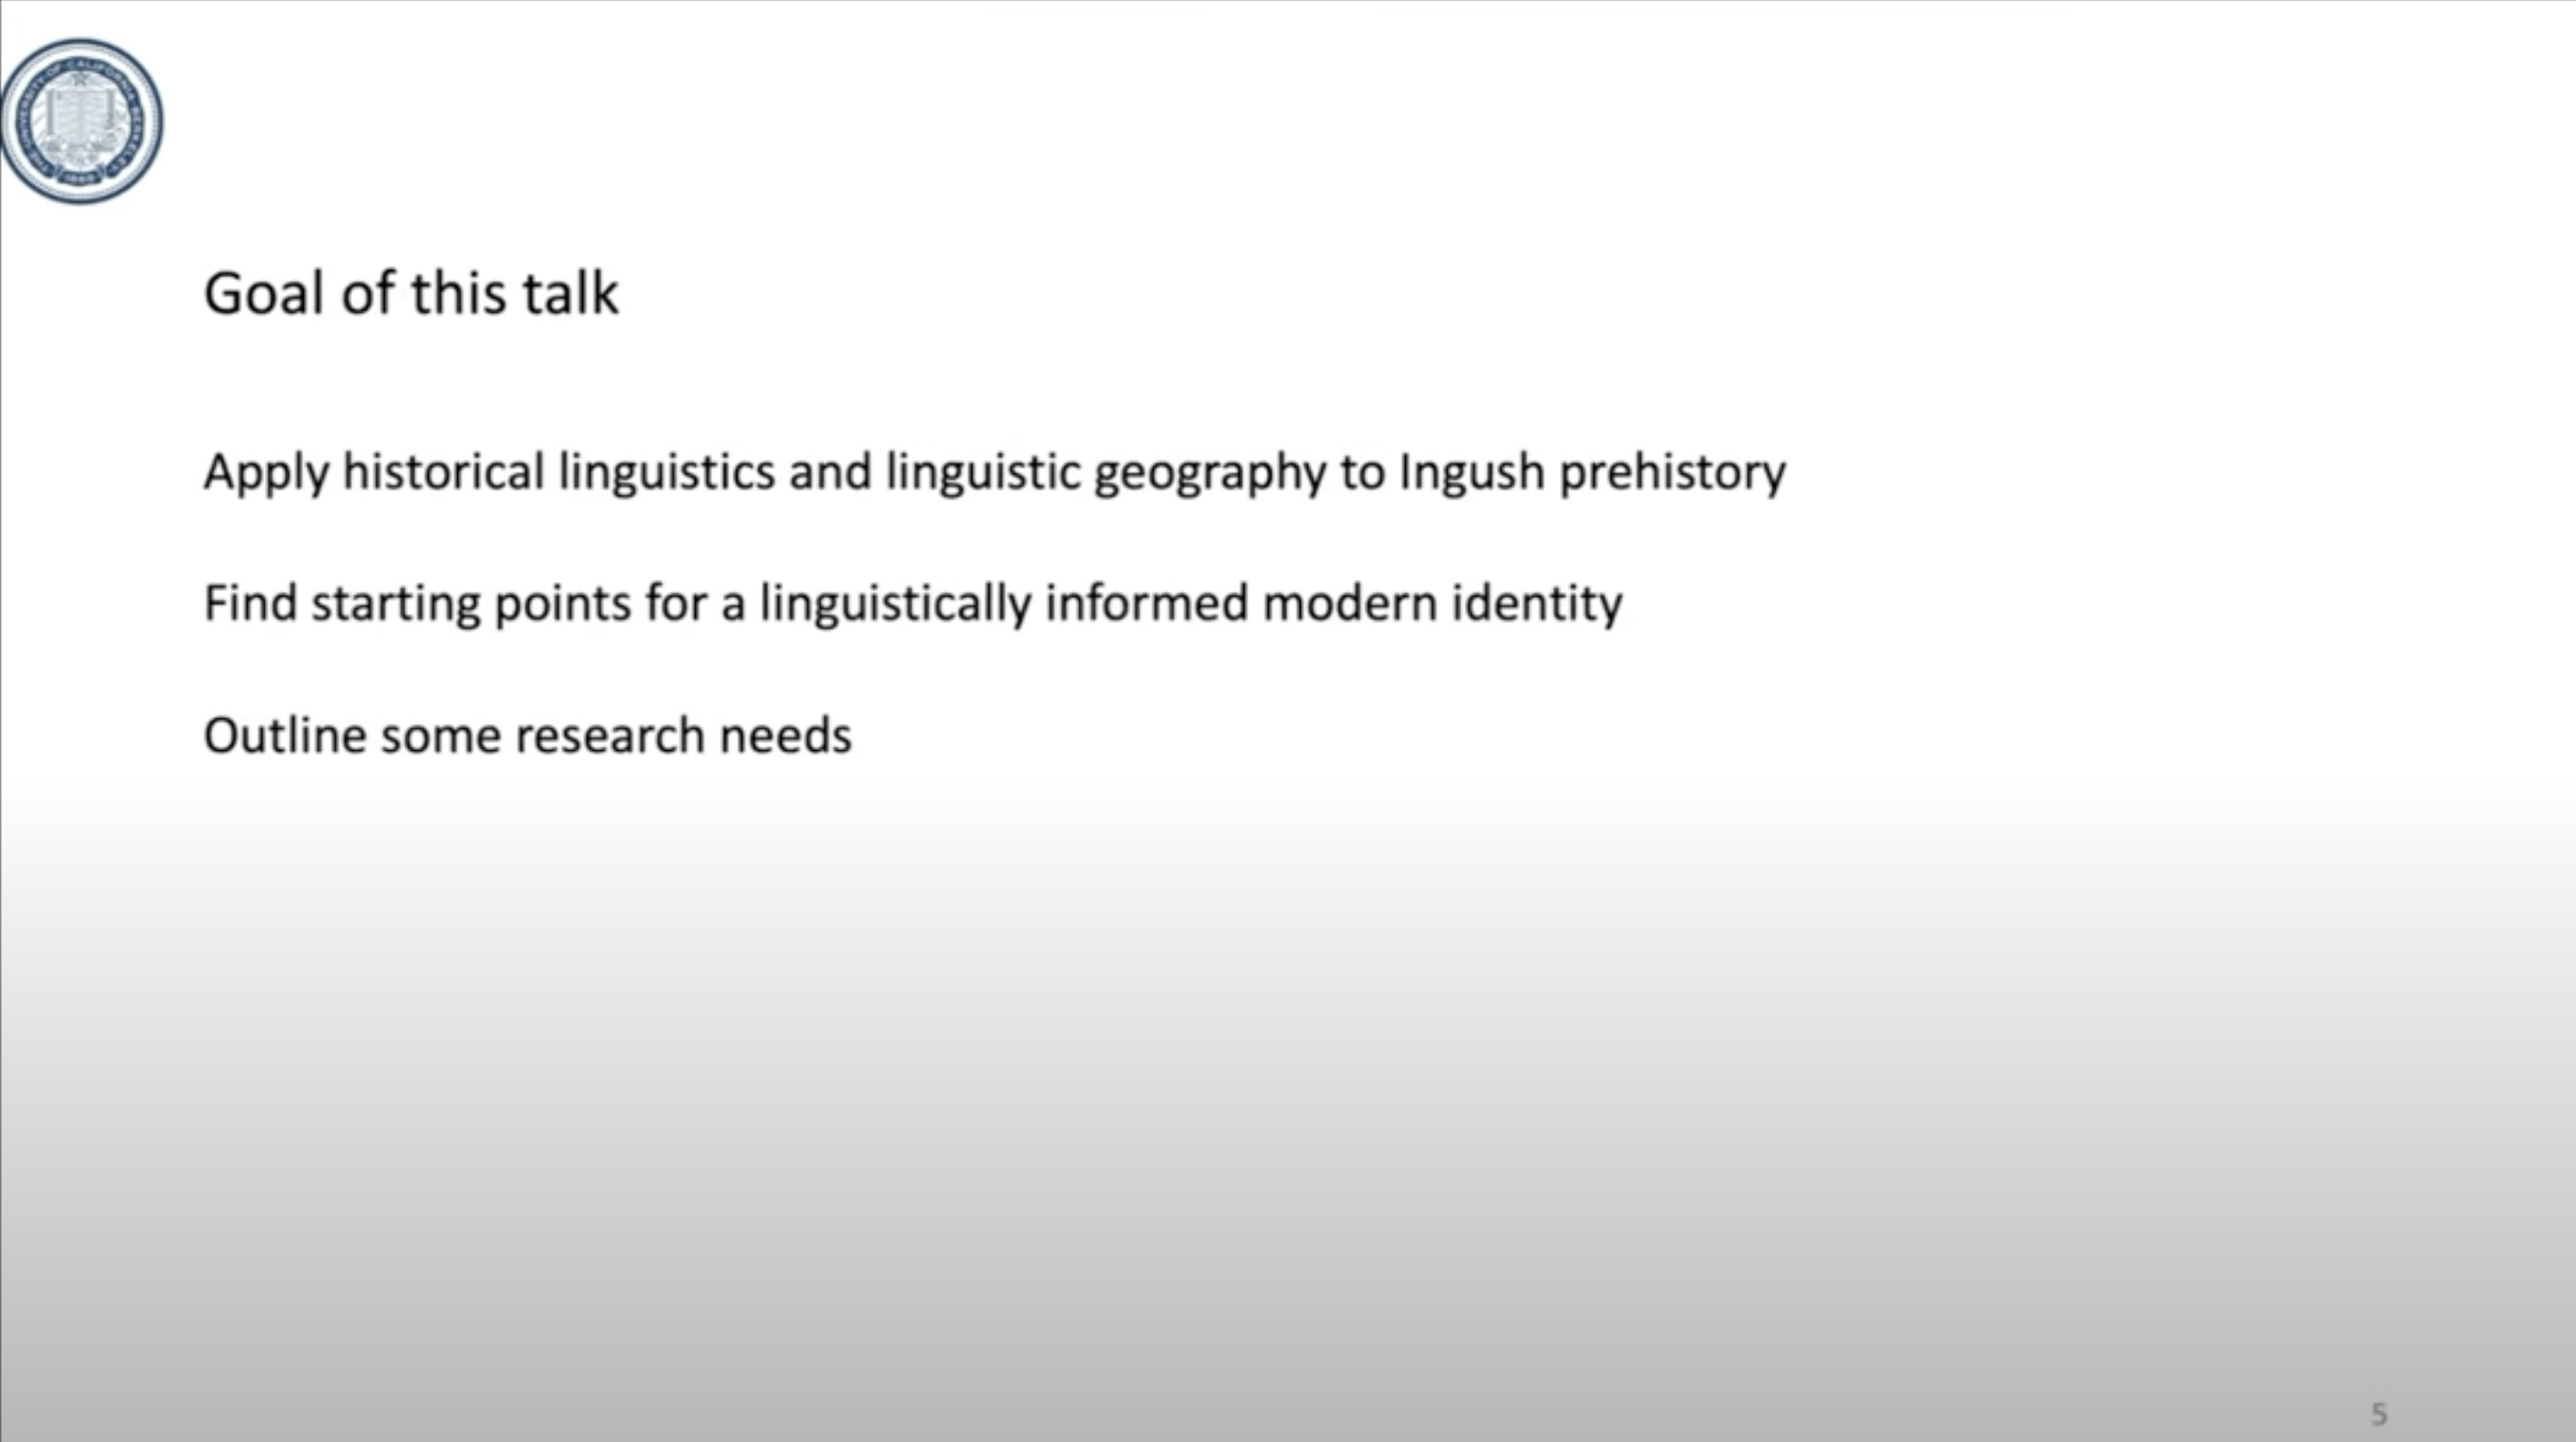 Goal of this talk
Apply historical linguistics and linguistic geography to Ingush prehistory
Find starting points for a linguistically informed modern identity
Outline some research needs
5